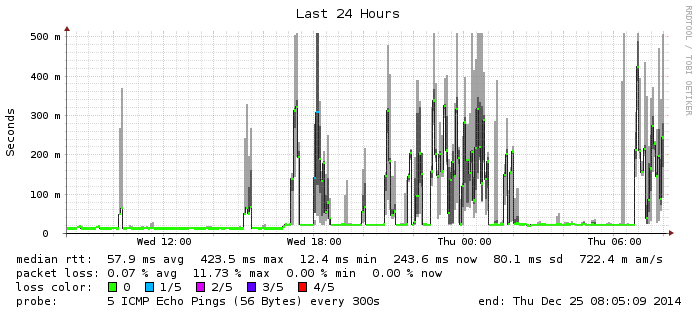 Last 24 Hours
RRDTOOL / TOBI OETIKER
Seconds
500 m
400 m
300 m
200 m
100 m
0
Wed 12:00 Wed 18:00 Thu 00:00 Thu 06:00
median rtt: 57.9 ms avg 423.5 ms max 12.4 ms min 243.6 ms now 80.1 ms sd 722.4 m am/s
packet loss: 0.07 % avg 11.73 % max 0.00 % min 0.00 % now
loss color: 0 1/5 2/5 3/5 4/5
probe: 5 ICMP Echo Pings (56 Bytes) every 300s end: Thu Dec 25 08:05:09 2014